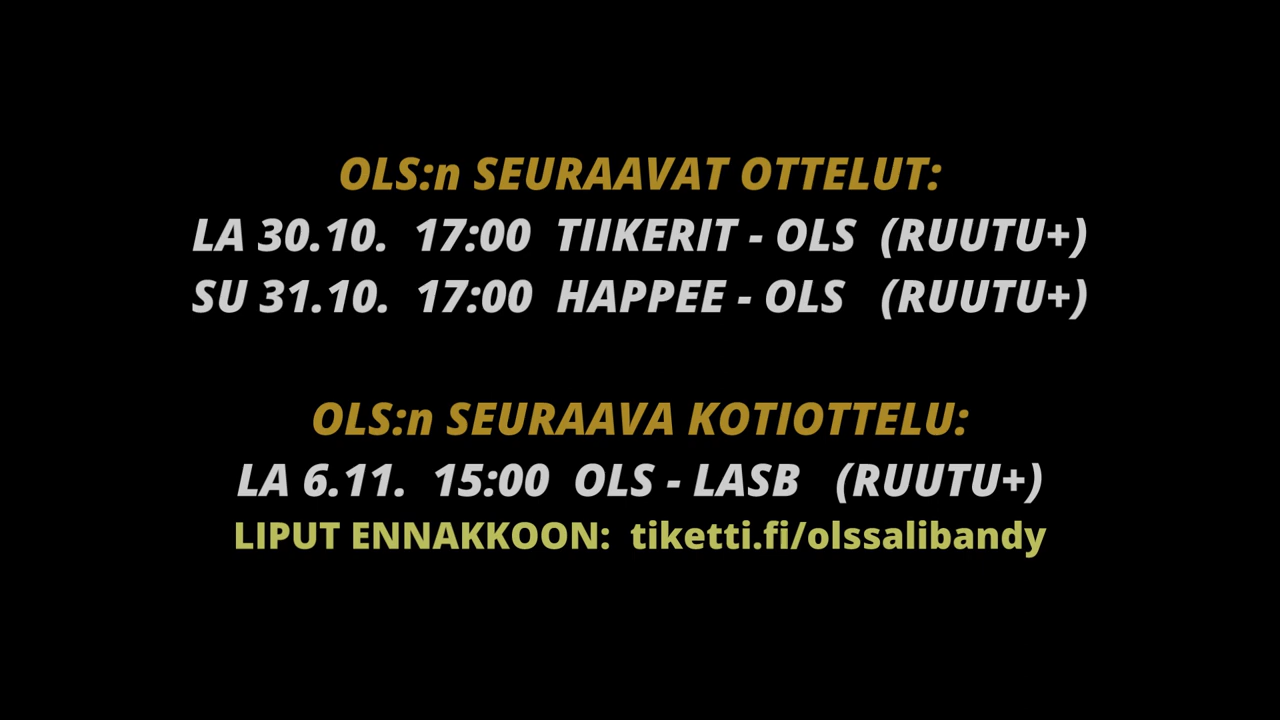 OLS:n SEURAAVAT OTTELUT:
LA 30.10. 17:00 TIIKERIT - OLS (RUUTU+)
SU 31.10. 17:00 HAPPEE - OLS (RUUTU+)
OLS:n SEURAAVA KOTIOTTELU:
LA 6.11. 15:00 OLS - LASB (RUUTU+)
LIPUT ENNAKKOON: tiketti.fi/olssalibandy